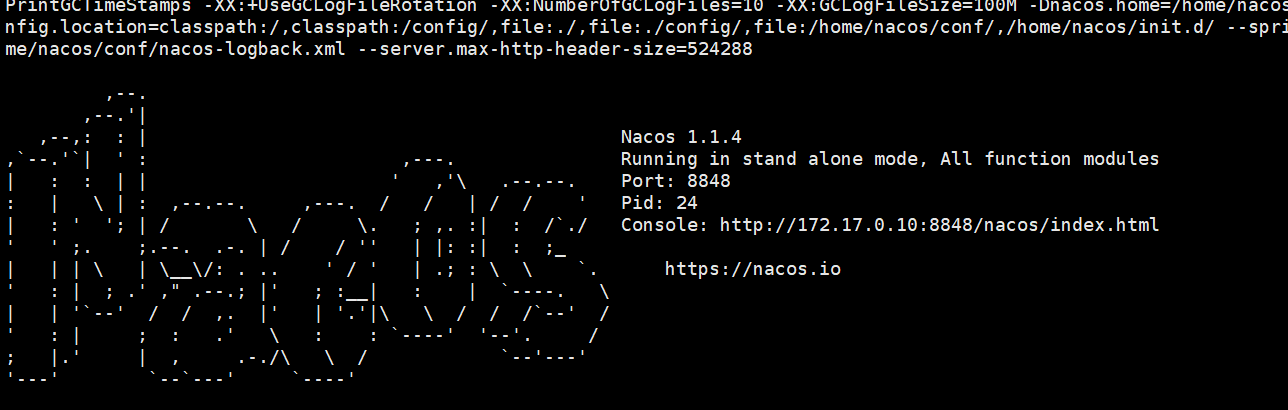 PrintGCTimeStamps -XX:+UseGCLogFileRotation -XX:NumberOfGCLogFiles=10 -XX:GCLogFileSize=100M -Dnacos.home=/home/nacos
nfig.location=classpath:/,classpath:/config/,file:./,file:./config/,file:/home/nacos/conf/,/home/nacos/init.d/ --spri
me/nacos/conf/nacos-logback.xml --server.max-http-header-size=524288
Nacos 1.1.4
Running in stand alone mode, All function modules
Port: 8848
Pid: 24
Console: http://172.17.0.10:8848/nacos/index.html
https://nacos.io